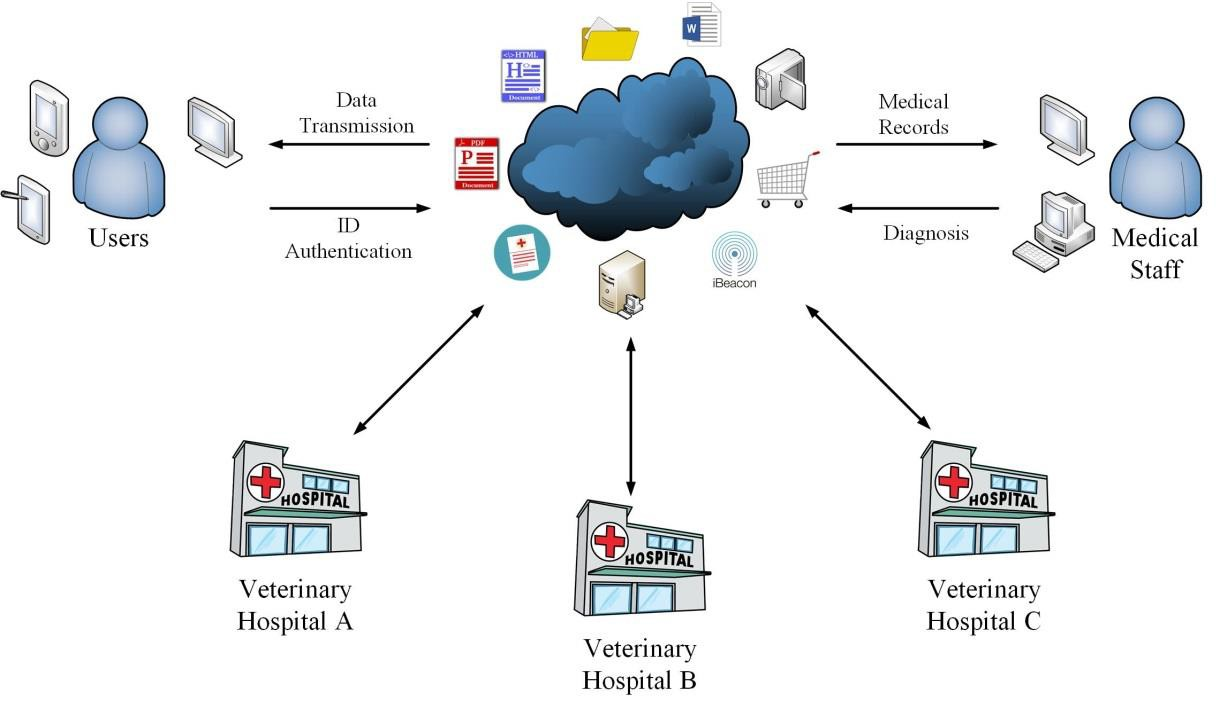 W
<\>HTML
H
Document
Data
Transmission
Medical
Records
PDF
P
Document
ID
Authentication
Users
Diagnosis
Medical
Staff
iBeacon
HOSPITAL
HOSPITAL
HOSPITAL
Veterinary
Hospital A
Veterinary
Hospital B
Veterinary
Hospital C